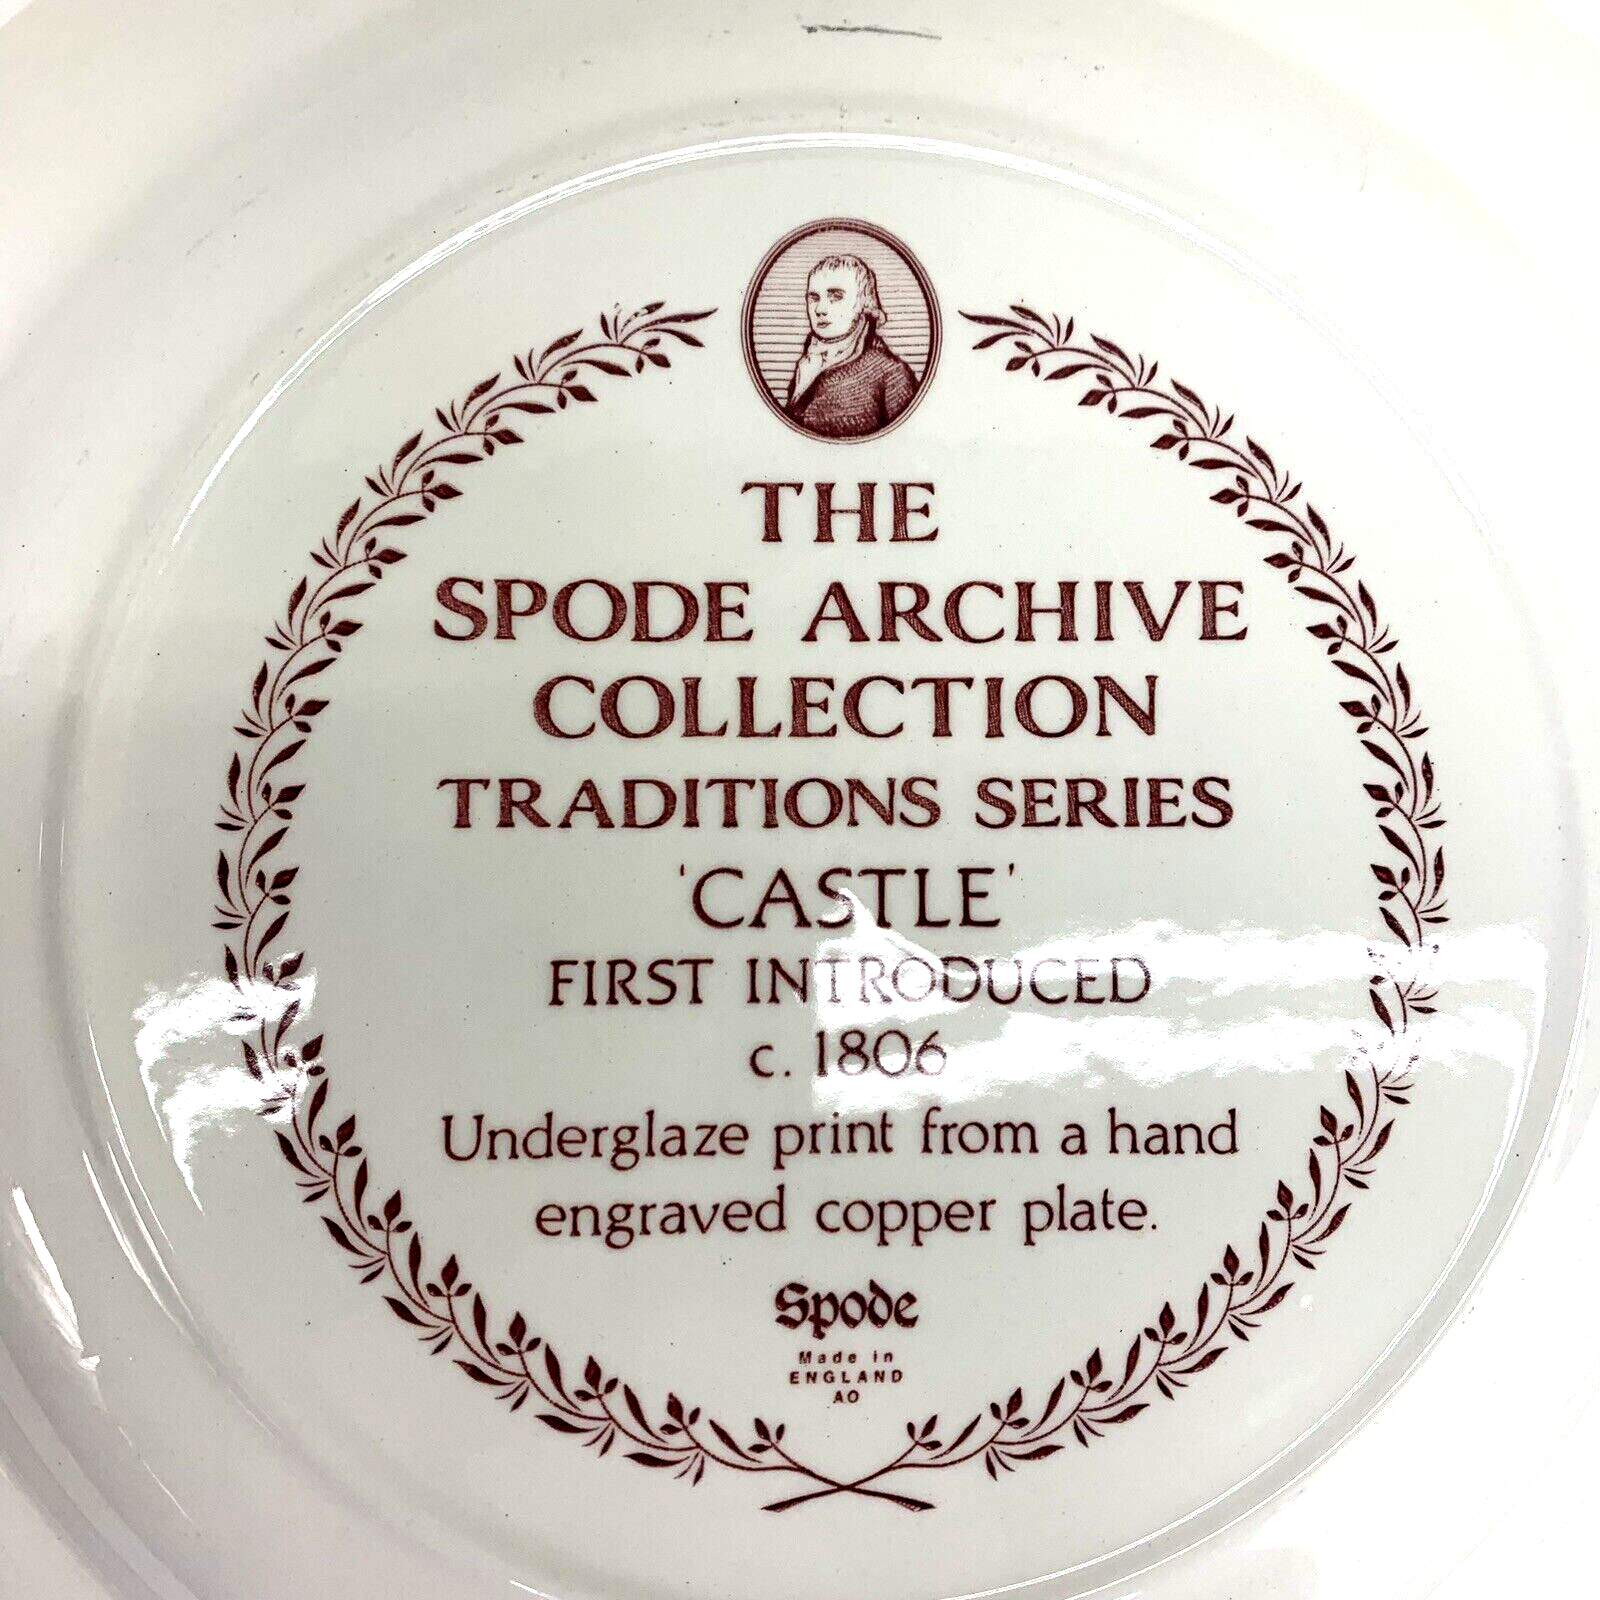 THE
SPODE ARCHIVE
COLLECTION
TRADITIONS SERIES
'CASTLE'
FIRST INTRODUCED
c. 1806
Underglaze print from a hand
engraved copper plate.
Spode
Made in
ENGLAND
AO